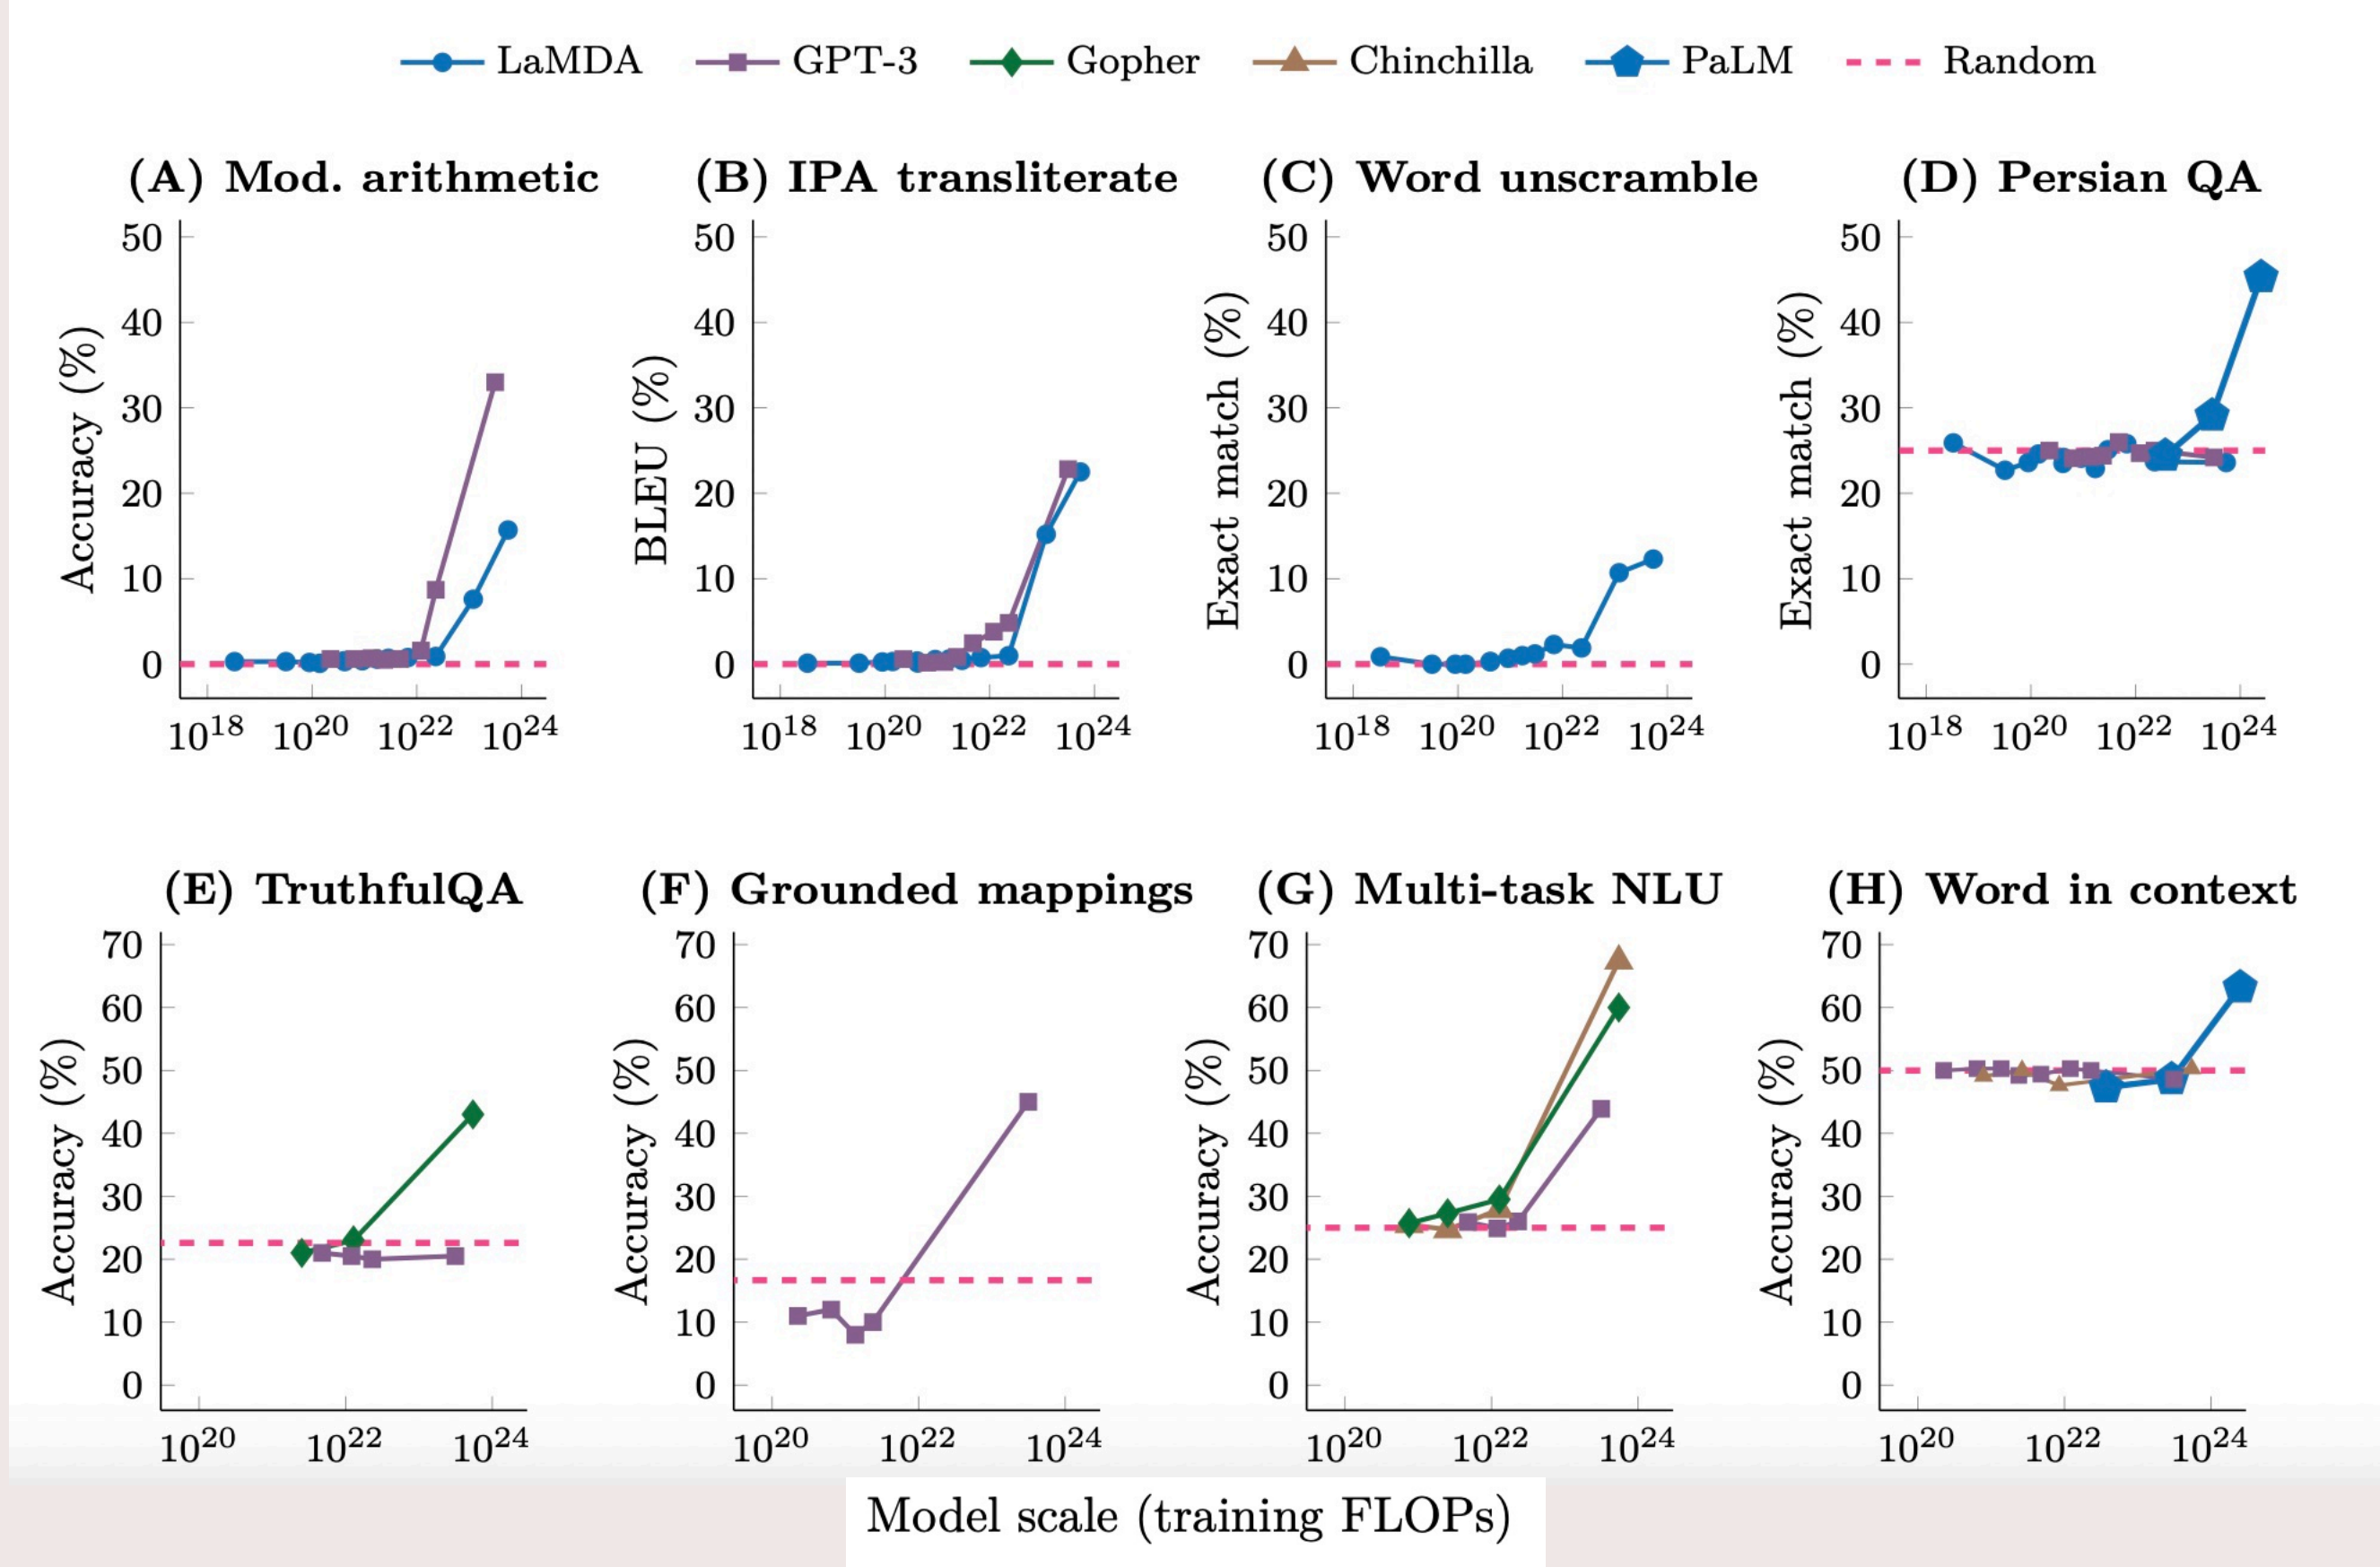 LaMDA GPT-3 Gopher Chinchilla PaLM Random
(A) Mod. arithmetic
Accuracy (%)
50
40
30
20
10
0
10^18 10^20 10^22 10^24
(B) IPA transliterate
BLEU (%)
50
40
30
20
10
0
10^18 10^20 10^22 10^24
(C) Word unscramble
Exact match (%)
50
40
30
20
10
0
10^18 10^20 10^22 10^24
(D) Persian QA
Exact match (%)
50
40
30
20
10
0
10^18 10^20 10^22 10^24
(E) TruthfulQA
Accuracy (%)
70
60
50
40
30
20
10
0
10^20 10^22 10^24
(F) Grounded mappings
Accuracy (%)
70
60
50
40
30
20
10
0
10^20 10^22 10^24
(G) Multi-task NLU
Accuracy (%)
70
60
50
40
30
20
10
0
10^20 10^22 10^24
(H) Word in context
Accuracy (%)
70
60
50
40
30
20
10
0
10^20 10^22 10^24
Model scale (training FLOPs)